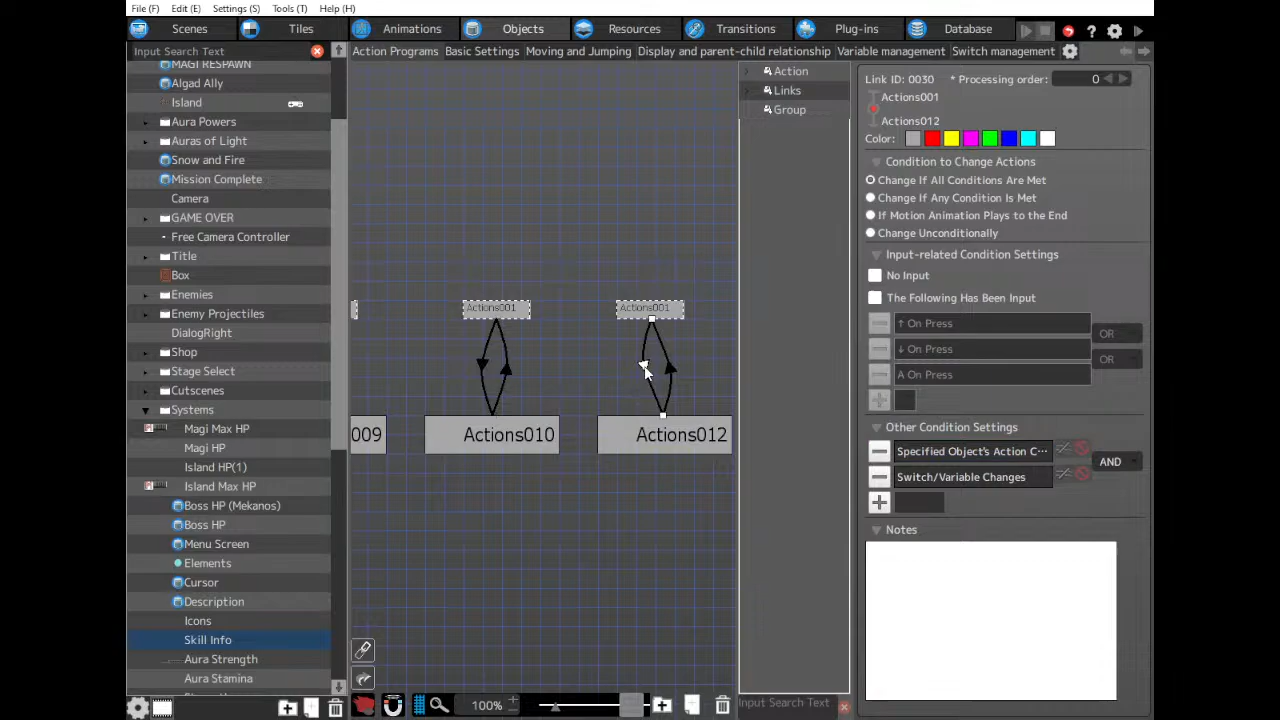 File (F) Edit (E) Settings (S) Tools (T) Help (H)
Scenes Tiles Animations Objects Resources Transitions Plug-ins Database
Input Search Text
Action Programs Basic Settings Moving and Jumping Display and parent-child relationship Variable management Switch management
MAGI RESPAWN
Algad Ally
Island
Aura Powers
Auras of Light
Snow and Fire
Mission Complete
Camera
GAME OVER
Free Camera Controller
Title
Box
Enemies
Enemy Projectiles
DialogRight
Shop
Stage Select
Cutscenes
Systems
Magi Max HP
Magi HP
Island HP(1)
Island Max HP
Boss HP (Mekanos)
Boss HP
Menu Screen
Elements
Cursor
Description
Icons
Skill Info
Aura Strength
Aura Stamina
Actions001
Actions001
009
Actions010
Actions012
100%
Action
Links
Group
Input Search Text
Link ID: 0030 * Processing order: 0
Actions001
Actions012
Color:
Condition to Change Actions
Change If All Conditions Are Met
Change If Any Condition Is Met
If Motion Animation Plays to the End
Change Unconditionally
Input-related Condition Settings
No Input
The Following Has Been Input
↑ On Press
OR
↓ On Press
OR
A On Press
Other Condition Settings
Specified Object's Action C···
AND
Switch/Variable Changes
Notes